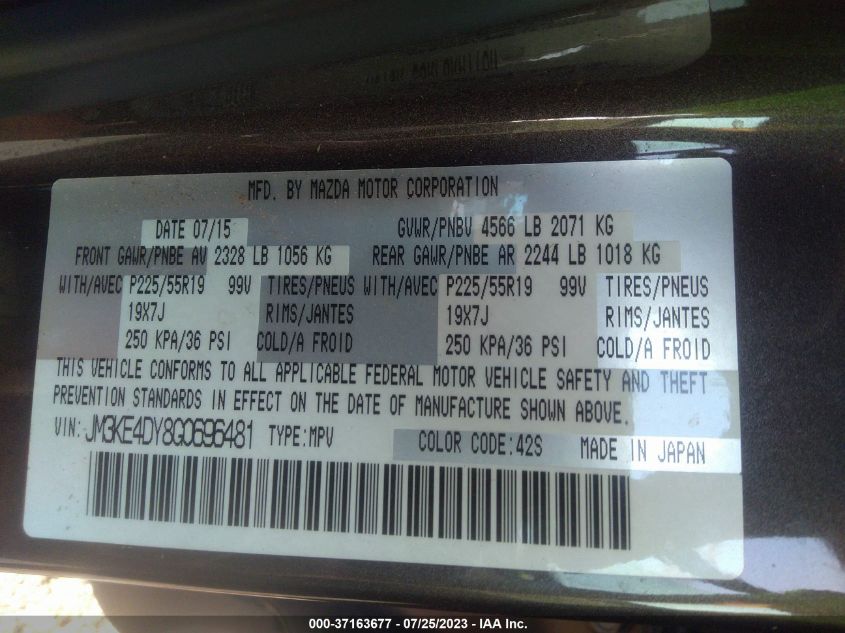 MFD. BY MAZDA MOTOR CORPORATION
DATE 07/15 GVWR/PNBV 4566 LB 2071 KG
FRONT GAWR/PNBE AV 2328 LB 1056 KG REAR GAWR/PNBE AR 2244 LB 1018 KG
WITH/AVEC P225/55R19 99V TIRES/PNEUS WITH/AVEC P225/55R19 99V TIRES/PNEUS
19X7J RIMS/JANTES 19X7J RIMS/JANTES
250 KPA/36 PSI COLD/A FROID 250 KPA/36 PSI COLD/A FROID
THIS VEHICLE CONFORMS TO ALL APPLICABLE FEDERAL MOTOR VEHICLE SAFETY AND THEFT
PREVENTION STANDARDS IN EFFECT ON THE DATE OF MANUFACTURE SHOWN ABOVE.
VIN: JM3KE4DY8G0696481 TYPE:MPV COLOR CODE:42S MADE IN JAPAN
000-37163677 - 07/25/2023 - IAA Inc.